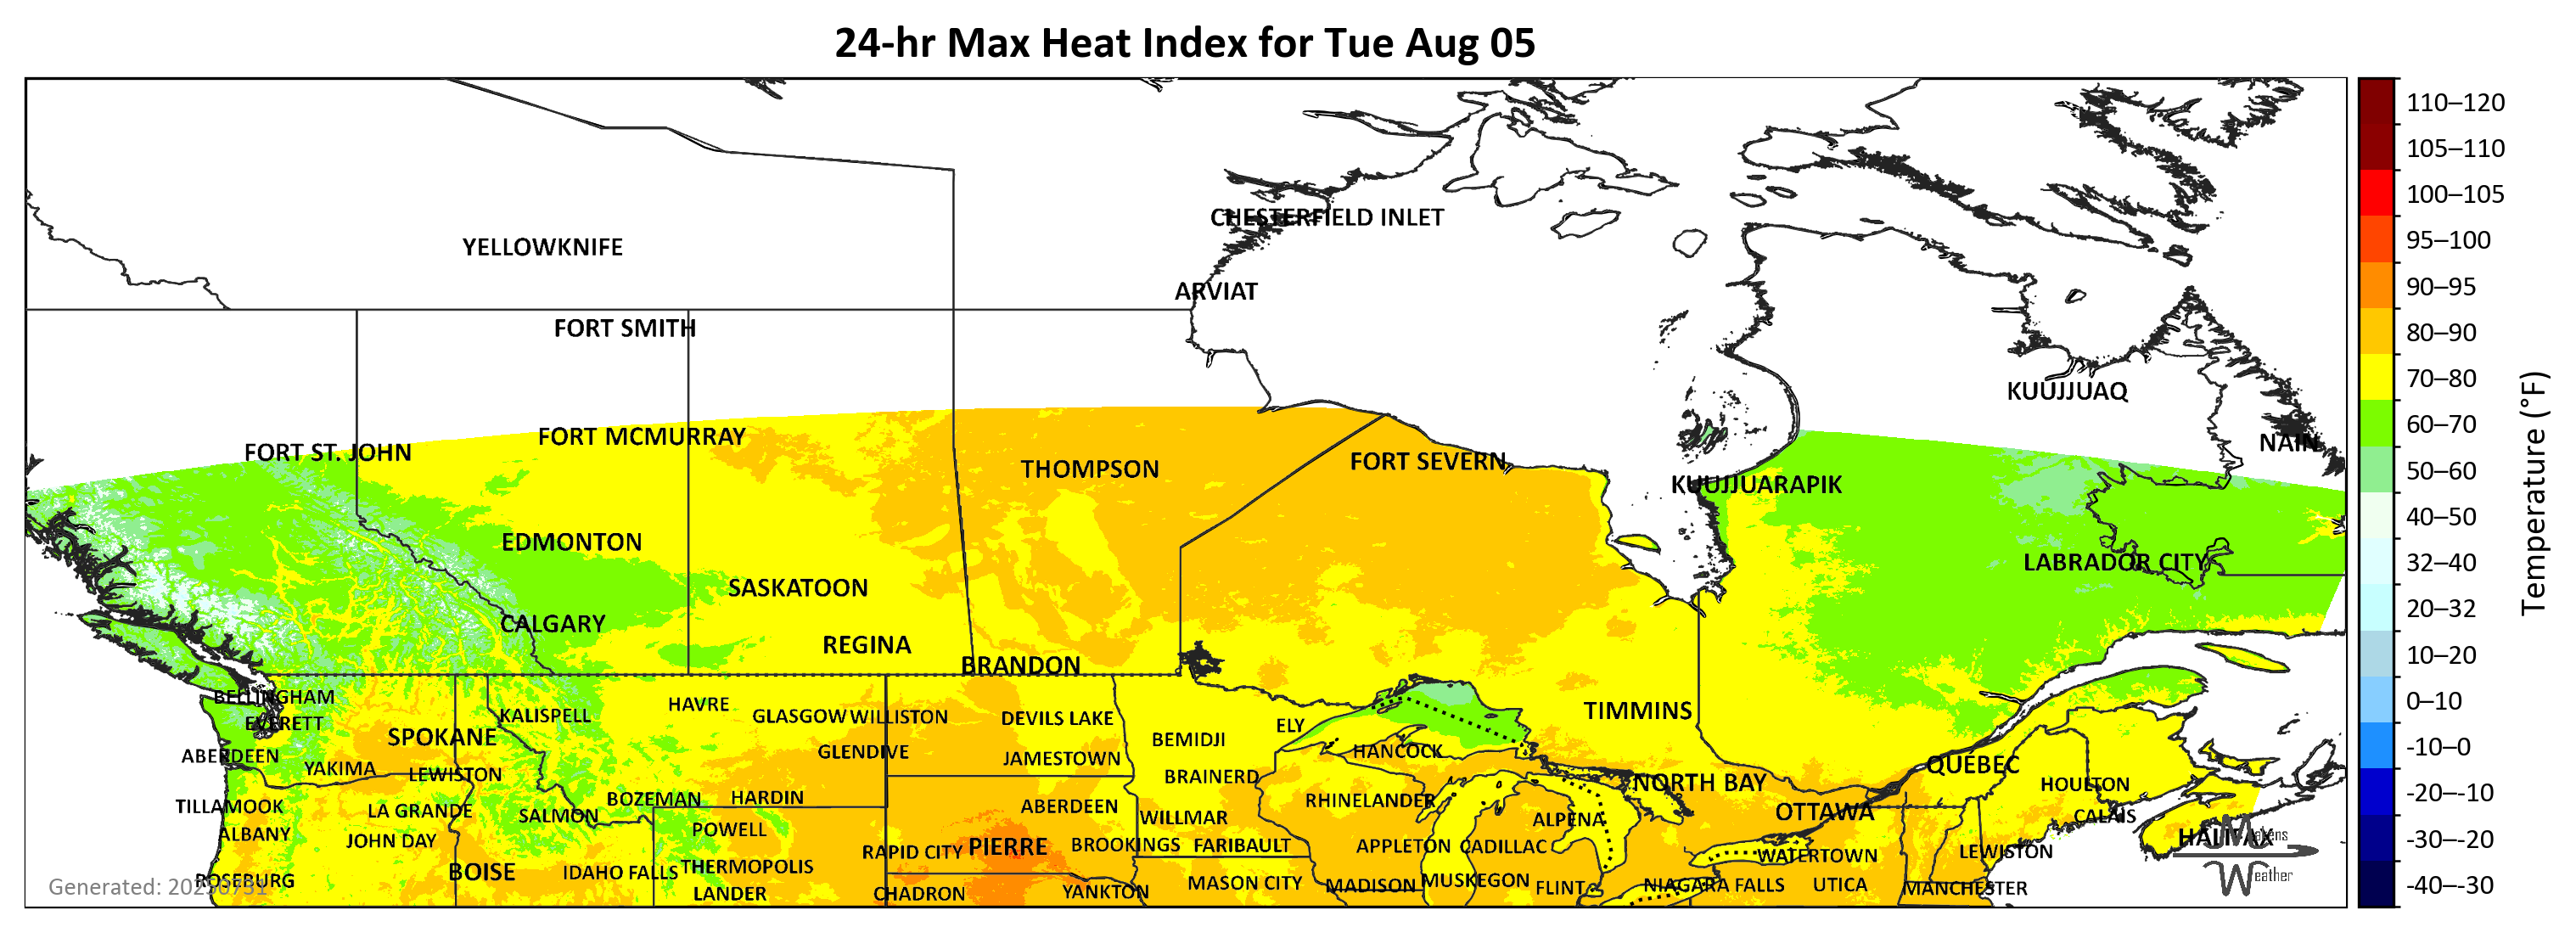 24-hr Max Heat Index for Tue Aug 05
110–120
105–110
100–105
95–100
90–95
80–90
70–80
60–70
50–60
40–50
32–40
20–32
10–20
0–10
-10–0
-20–-10
-30–-20
-40–-30
Temperature (°F)
CHESTERFIELD INLET
YELLOWKNIFE
ARVIAT
FORT SMITH
KUUJJUAQ
FORT MCMURRAY
NAIN
FORT ST. JOHN
FORT SEVERN
THOMPSON
KUUJJUARAPIK
EDMONTON
LABRADOR CITY
SASKATOON
CALGARY
REGINA
BRANDON
BELLINGHAM
HAVRE
TIMMINS
KALISPELL
GLASGOW WILLISTON
DEVILS LAKE
EVERETT
ELY
SPOKANE
BEMIDJI
GLENDIVE
HANCOCK
ABERDEEN
JAMESTOWN
QUÉBEC
YAKIMA
LEWISTON
BRAINERD
NORTH BAY
HOULTON
BOZEMAN
HARDIN
RHINELANDER
TILLAMOOK
LA GRANDE
ABERDEEN
SALMON
WILLMAR
OTTAWA
CALAIS
ALPENA
ALBANY
POWELL
JOHN DAY
HALIFAX
PIERRE
BROOKINGS
FARIBAULT
APPLETON
CADILLAC
RAPID CITY
LEWISTON
WATERTOWN
THERMOPOLIS
BOISE
IDAHO FALLS
ROSEBURG
MASON CITY
MADISON
MUSKEGON
FLINT
NIAGARA FALLS
UTICA
MANCHESTER
LANDER
CHADRON
YANKTON
Generated: 20250731
Makens
Weather